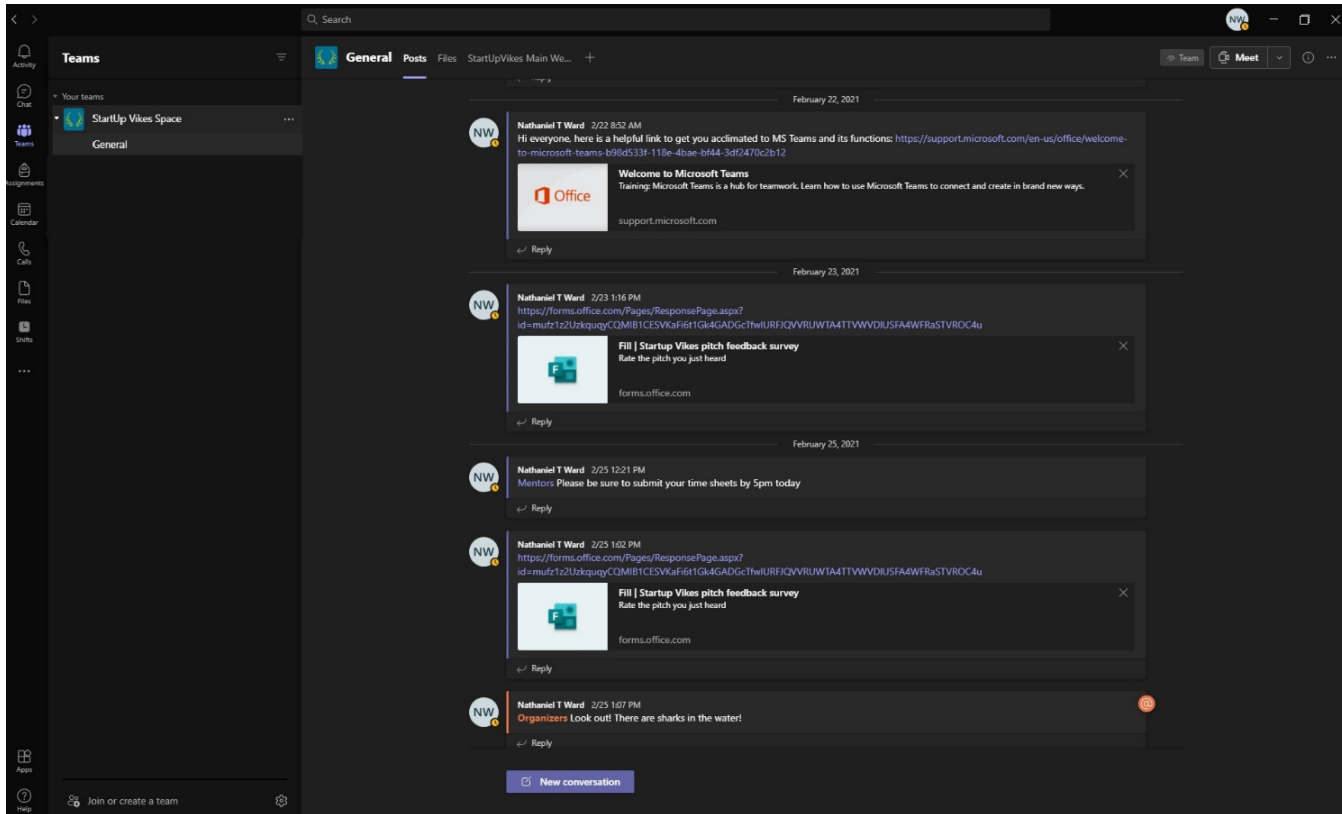 Search
NW
Activity
Chat
Teams
Assignments
Calendar
Calls
Files
Shifts
Apps
Help
Teams
Your teams
StartUp Vikes Space
General
Join or create a team
General Posts Files StartUpVikes Main We...
Team
Meet
February 22, 2021
NW
Nathaniel T Ward 2/22 8:52 AM
Hi everyone, here is a helpful link to get you acclimated to MS Teams and its functions: https://support.microsoft.com/en-us/office/welcome-
to-microsoft-teams-b98d533f-118e-4bae-bf44-3df2470c2b12
Office
Welcome to Microsoft Teams
Training: Microsoft Teams is a hub for teamwork. Learn how to use Microsoft Teams to connect and create in brand new ways.
support.microsoft.com
Reply
February 23, 2021
NW
Nathaniel T Ward 2/23 1:16 PM
https://forms.office.com/Pages/ResponsePage.aspx?
F
Fill | Startup Vikes pitch feedback survey
Rate the pitch you just heard
forms.office.com
Reply
February 25, 2021
NW
Nathaniel T Ward 2/25 12:21 PM
Mentors Please be sure to submit your time sheets by 5pm today
Reply
NW
Nathaniel T Ward 2/25 1:02 PM
https://forms.office.com/Pages/ResponsePage.aspx?
F
Fill | Startup Vikes pitch feedback survey
Rate the pitch you just heard
forms.office.com
Reply
NW
Nathaniel T Ward 2/25 1:07 PM
@
Organizers Look out! There are sharks in the water!
Reply
New conversation